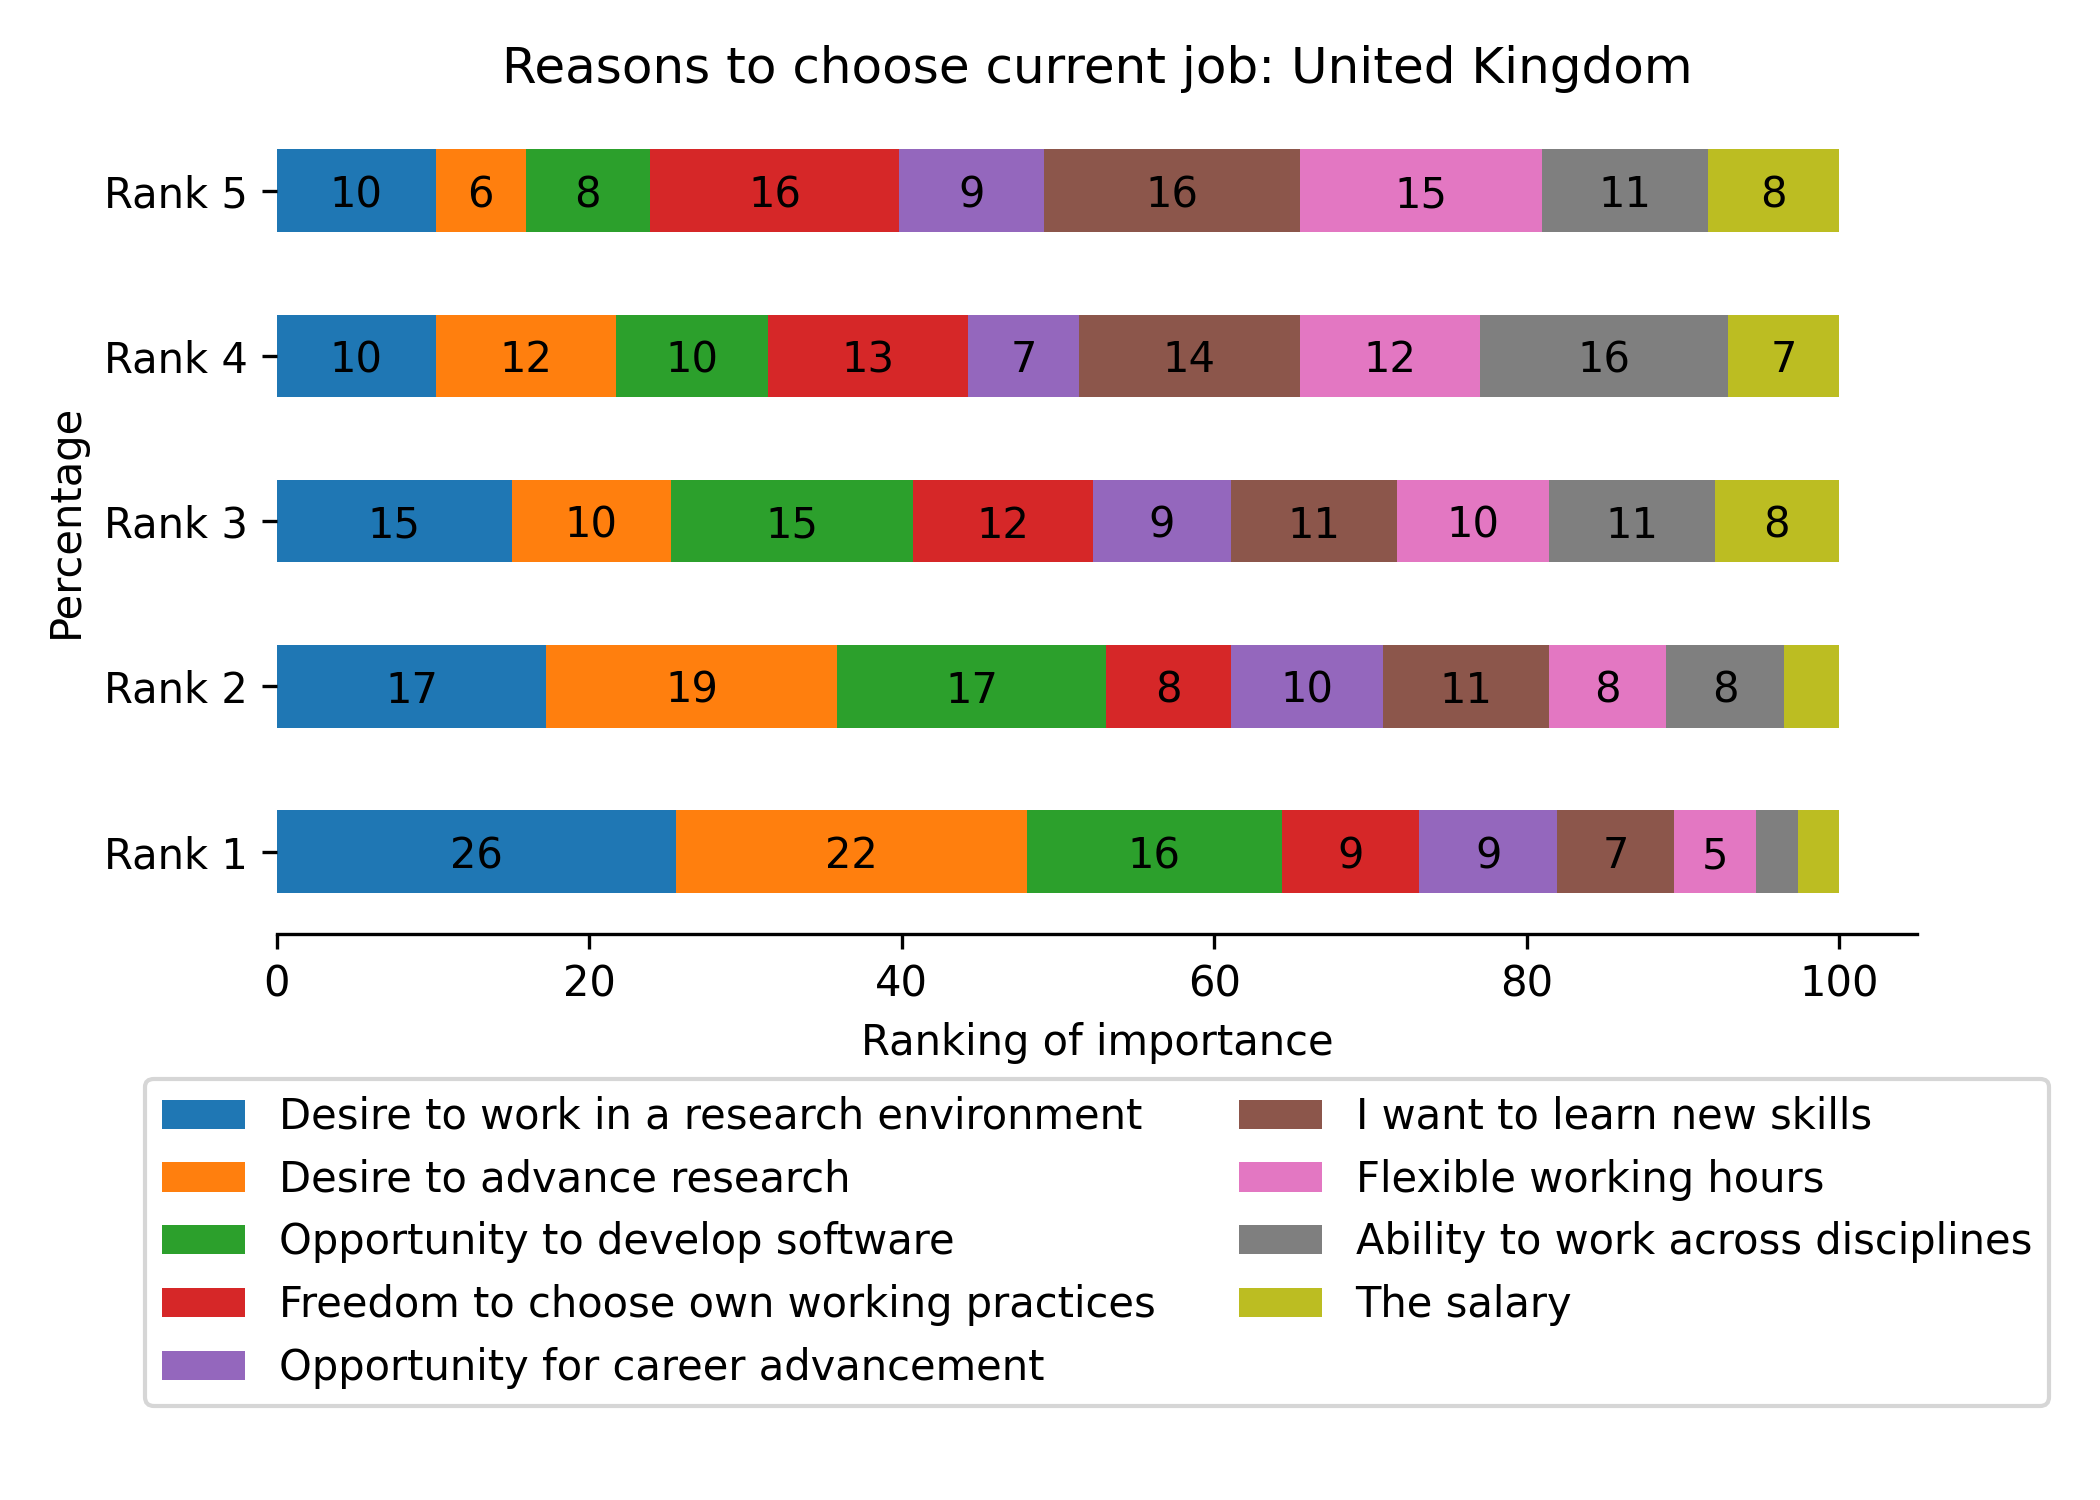 Reasons to choose current job: United Kingdom
Rank 5 10 6 8 16 9 16 15 11 8
Rank 4 10 12 10 13 7 14 12 16 7
Percentage
Rank 3 15 10 15 12 9 11 10 11 8
Rank 2 17 19 17 8 10 11 8 8
Rank 1 26 22 16 9 9 7 5
0 20 40 60 80 100
Ranking of importance
Desire to work in a research environment
Desire to advance research
Opportunity to develop software
Freedom to choose own working practices
Opportunity for career advancement
I want to learn new skills
Flexible working hours
Ability to work across disciplines
The salary